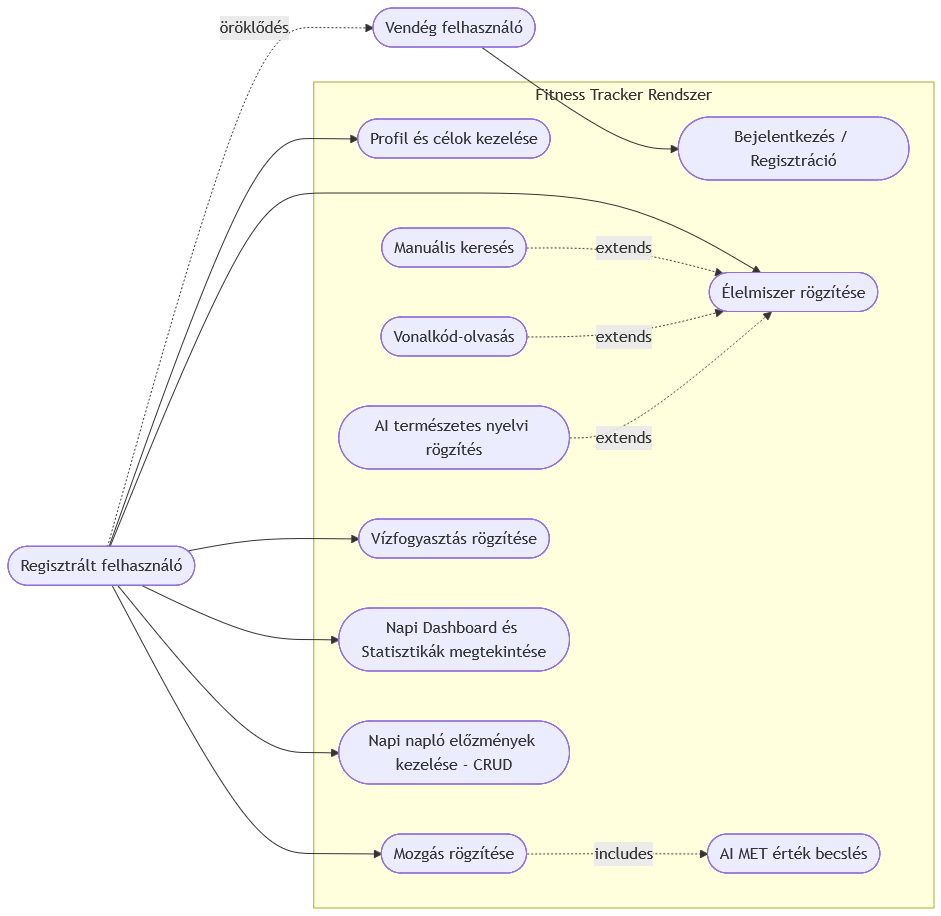 öröklődés
Vendég felhasználó
Fitness Tracker Rendszer
Profil és célok kezelése
Bejelentkezés /
Regisztráció
Manuális keresés
extends
Élelmiszer rögzítése
Vonalkód-olvasás
extends
AI természetes nyelvi
rögzítés
extends
Regisztrált felhasználó
Vízfogyasztás rögzítése
Napi Dashboard és
Statisztikák megtekintése
Napi napló előzmények
kezelése - CRUD
Mozgás rögzítése
includes
AI MET érték becslés